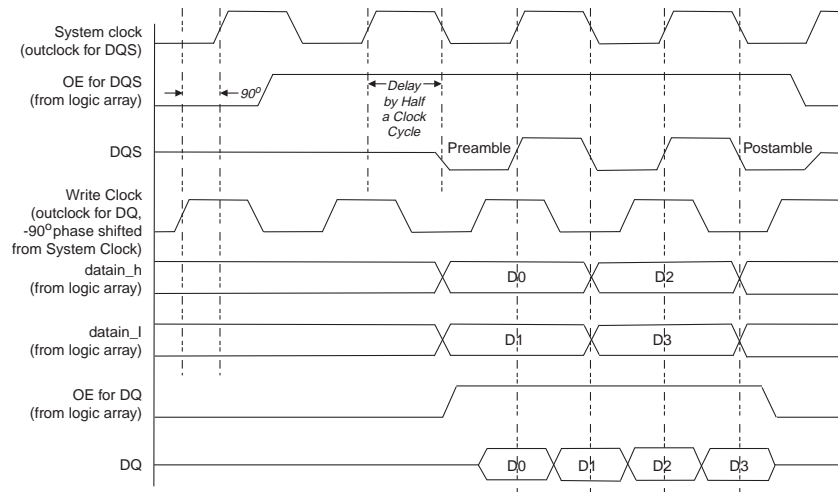 System clock
(outclock for DQS)
OE for DQS
(from logic array)
90o
Delay
by Half
a Clock
Cycle
DQS
Preamble
Postamble
Write Clock
(outclock for DQ,
-90o phase shifted
from System Clock)
datain_h
(from logic array)
D0
D2
datain_l
(from logic array)
D1
D3
OE for DQ
(from logic array)
DQ
D0
D1
D2
D3